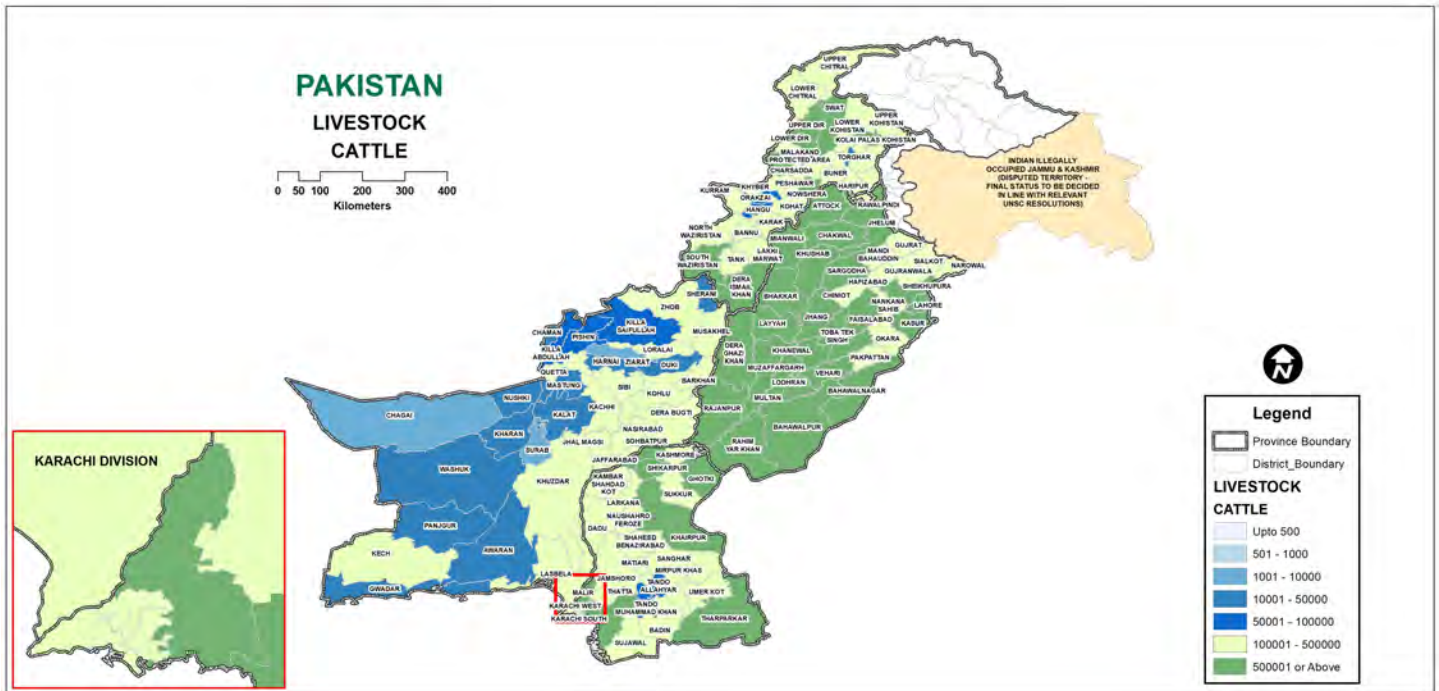 PAKISTAN
LIVESTOCK
CATTLE
0 50 100 200 300 400
Kilometers
UPPER
CHITRAL
LOWER
CHITRAL
SWAT
UPPER DIR
LOWER
KOHISTAN
UPPER
KOHISTAN
LOWER DIR
KOLAI PALAS KOHISTAN
MALAKAND
PROTECTED AREA
TORGHAR
CHARSADDA
BUNER
PESHAWAR
HARIPUR
KURRAM
KHYBER
NOWSHERA
ORAKZAI
HANGU
KOHAT
ATTOCK
RAWALPINDI
INDIAN ILLEGALLY
OCCUPIED JAMMU & KASHMIR
(DISPUTED TERRITORY -
FINAL STATUS TO BE DECIDED
IN LINE WITH RELEVANT
UNSC RESOLUTIONS)
KARAK
JHELUM
NORTH
WAZIRISTAN
BANNU
MIANWALI
CHAKWAL
GUJRAT
LAKKI
MARWAT
KHUSHAB
MANDI
BAHAUDDIN
SIALKOT
NAROWAL
SOUTH
WAZIRISTAN
TANK
SARGODHA
GUJRANWALA
HAFIZABAD
SHEIKHUPURA
DERA
ISMAIL
KHAN
SHERANI
BHAKKAR
CHINIOT
NANKANA
SAHIB
LAHORE
ZHOB
LAYYAH
JHANG
FAISALABAD
KASUR
KILLA
SAIFULLAH
CHAMAN
PISHIN
MUSAKHEL
TOBA TEK
SINGH
OKARA
KILLA
ABDULLAH
LORALAI
DERA
GHAZI
KHAN
KHANEWAL
PAKPATTAN
HARNAI
ZIARAT
DUKI
MUZAFFARGARH
VEHARI
QUETTA
BARKHAN
LODHRAN
MASTUNG
SIBI
KOHLU
BAHAWALNAGAR
NUSHKI
MULTAN
CHAGAI
KALAT
KACHHI
DERA BUGTI
RAJANPUR
BAHAWALPUR
KHARAN
NASIRABAD
SURAB
JHAL MAGSI
SOHBATPUR
RAHIM
YAR KHAN
JAFFARABAD
KASHMORE
WASHUK
SHIKARPUR
KHUZDAR
KAMBAR
SHAHDAD
KOT
GHOTKI
SUKKUR
LARKANA
PANJGUR
NAUSHAHRO
FEROZE
DADU
KHAIRPUR
KECH
AWARAN
SHAHEED
BENAZIRABAD
SANGHAR
MATIARI
MIRPUR KHAS
GWADAR
LASBELA
JAMSHORO
TANDO
ALLAHYAR
MALIR
THATTA
UMER KOT
KARACHI WEST
TANDO
MUHAMMAD KHAN
KARACHI SOUTH
THARPARKAR
BADIN
SUJAWAL
KARACHI DIVISION
N
Legend
Province Boundary
District_Boundary
LIVESTOCK
CATTLE
Upto 500
501 - 1000
1001 - 10000
10001 - 50000
50001 - 100000
100001 - 500000
500001 or Above